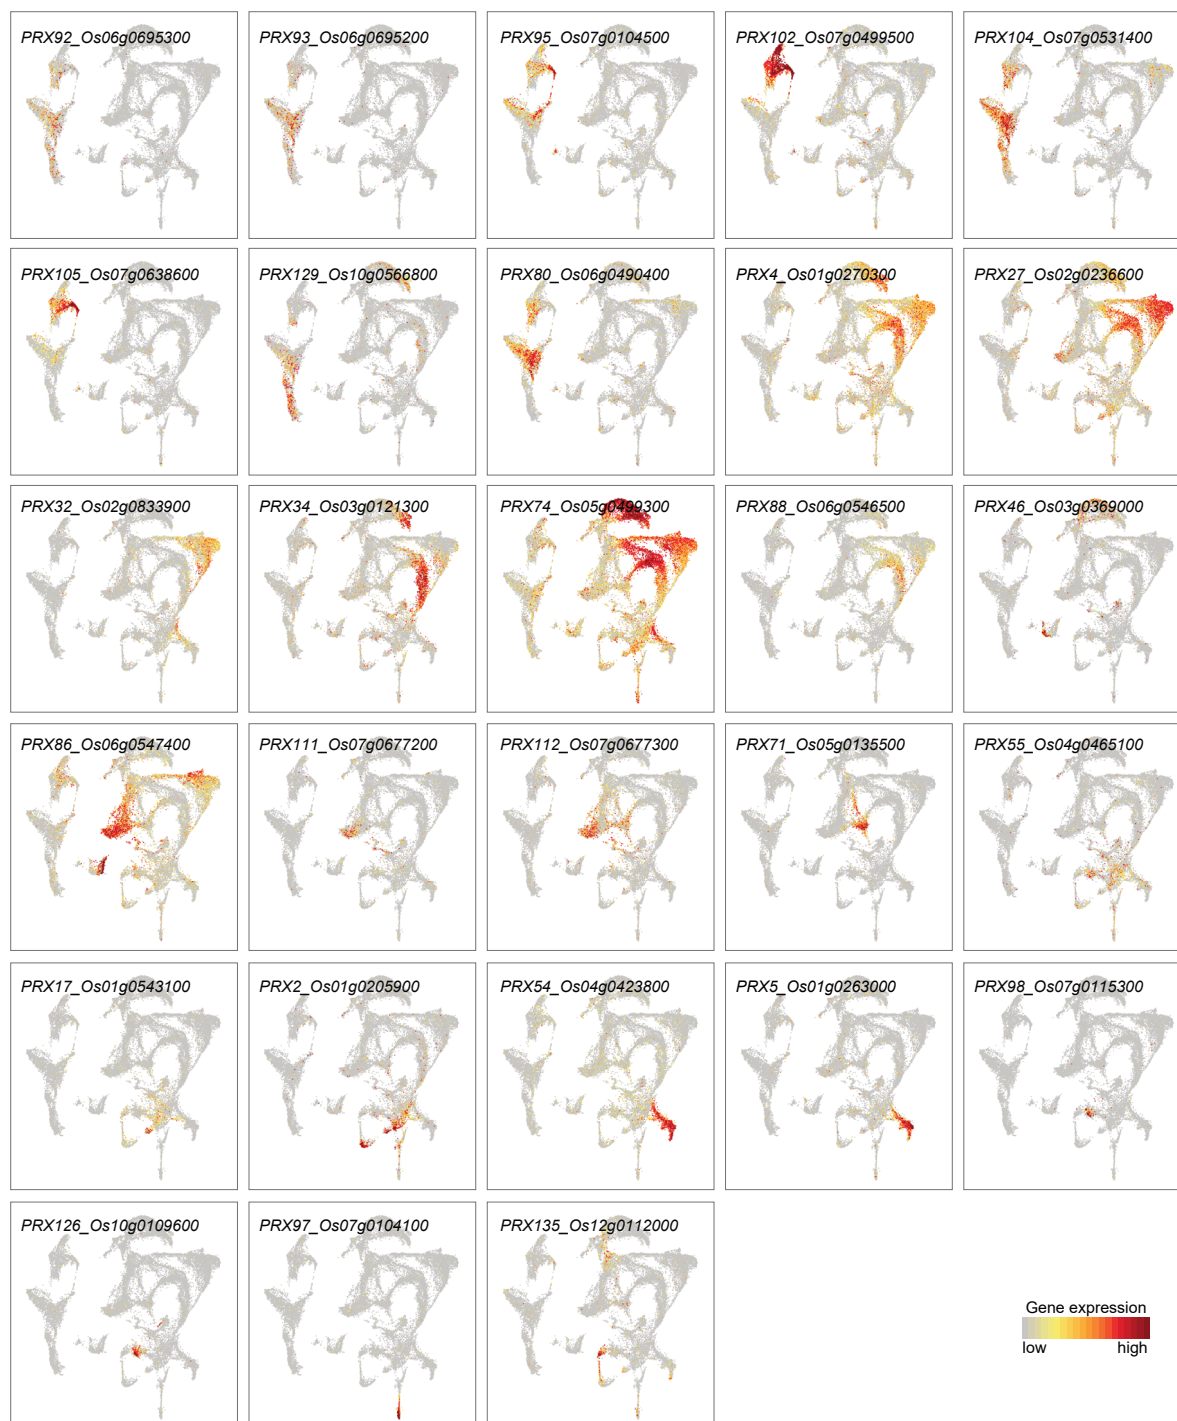 PRX92_Os06g0695300
PRX93_Os06g0695200
PRX95_Os07g0104500
PRX102_Os07g0499500
PRX104_Os07g0531400
PRX105_Os07g0638600
PRX129_Os10g0566800
PRX80_Os06g0490400
PRX4_Os01g0270300
PRX27_Os02g0236600
PRX32_Os02g0833900
PRX34_Os03g0121300
PRX74_Os05g0499300
PRX88_Os06g0546500
PRX46_Os03g0369000
PRX86_Os06g0547400
PRX111_Os07g0677200
PRX112_Os07g0677300
PRX71_Os05g0135500
PRX55_Os04g0465100
PRX17_Os01g0543100
PRX2_Os01g0205900
PRX54_Os04g0423800
PRX5_Os01g0263000
PRX98_Os07g0115300
PRX126_Os10g0109600
PRX97_Os07g0104100
PRX135_Os12g0112000
Gene expression
low high